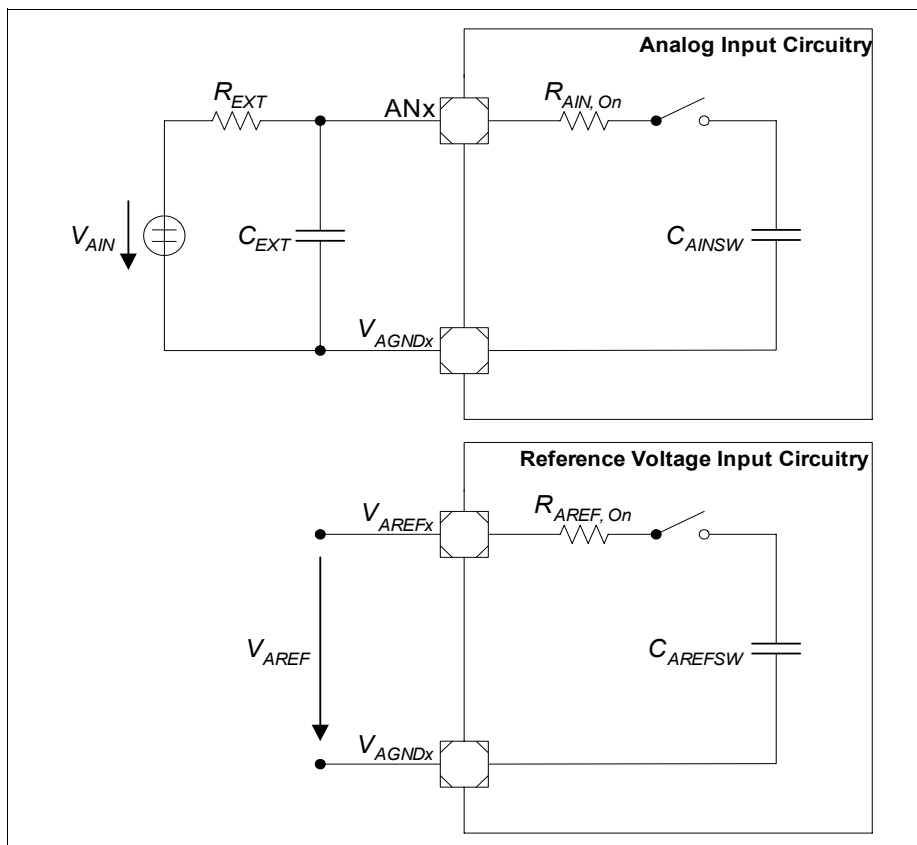 Analog Input Circuitry
R_EXT
ANx
R_AIN, On
V_AIN
C_EXT
C_AINSW
V_AGNDx
Reference Voltage Input Circuitry
V_AREFx
R_AREF, On
V_AREF
C_AREFSW
V_AGNDx